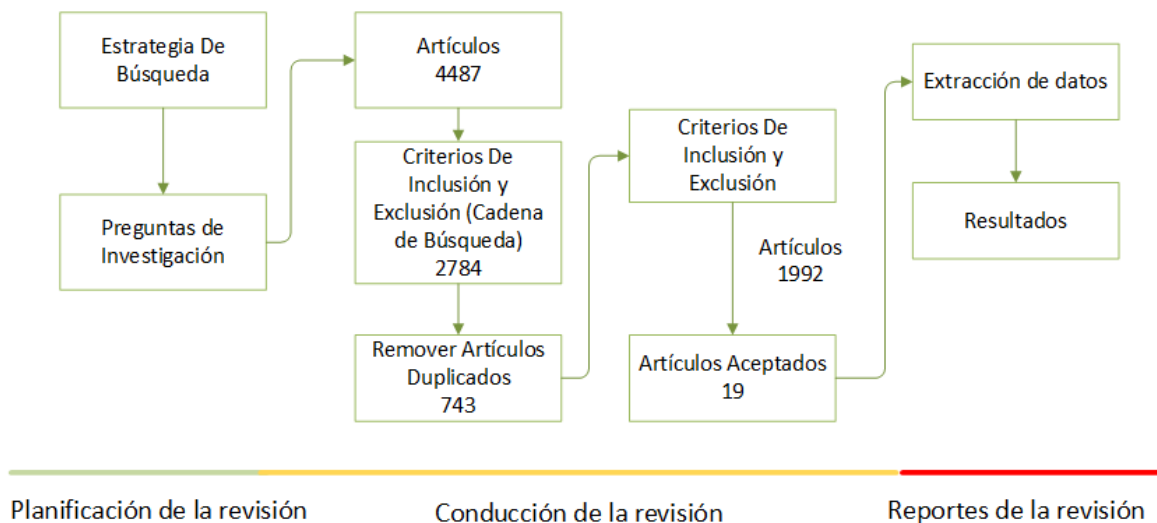 Estrategia De
Búsqueda
Preguntas de
Investigación
Artículos
4487
Criterios De
Inclusión y
Exclusión (Cadena
de Búsqueda)
2784
Remover Artículos
Duplicados
743
Criterios De
Inclusión y
Exclusión
Artículos
1992
Artículos Aceptados
19
Extracción de datos
Resultados
Planificación de la revisión
Conducción de la revisión
Reportes de la revisión